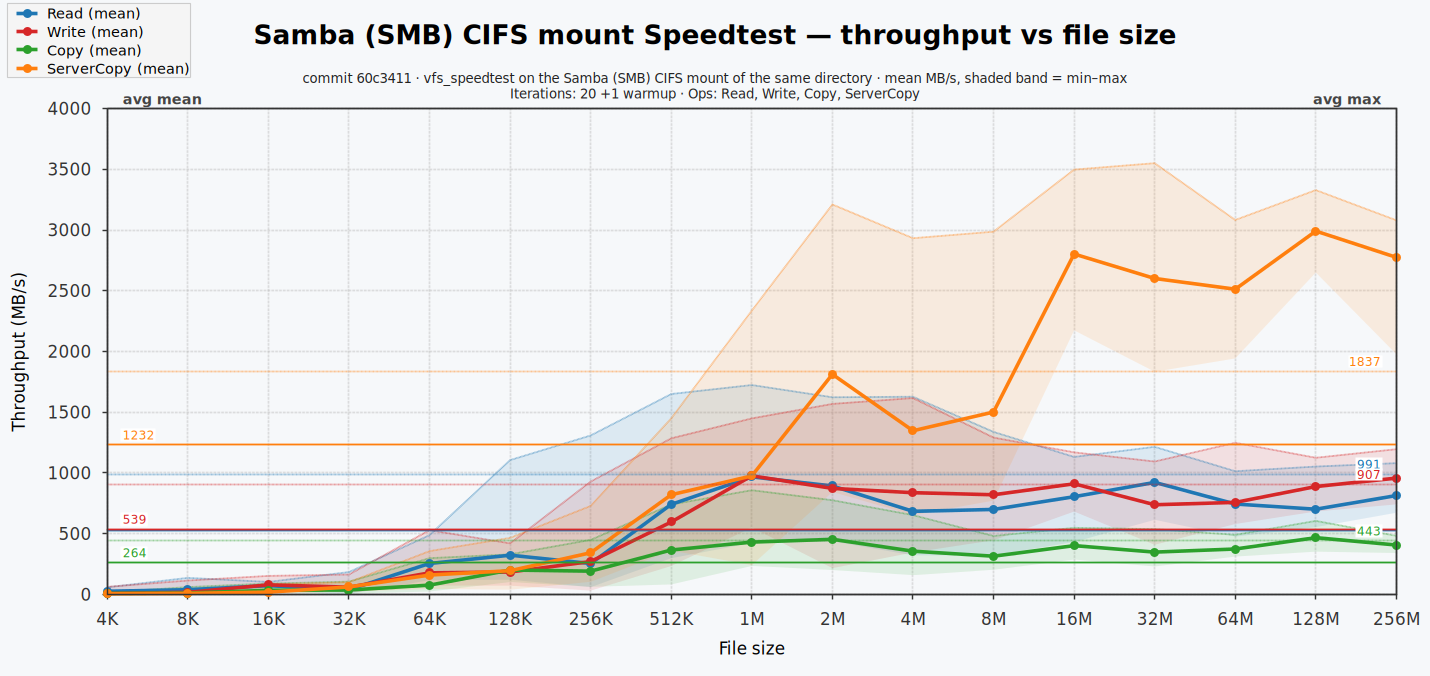 Read (mean)
Write (mean)
Copy (mean)
ServerCopy (mean)
Samba (SMB) CIFS mount Speedtest — throughput vs file size
commit 60c3411 · vfs_speedtest on the Samba (SMB) CIFS mount of the same directory · mean MB/s, shaded band = min–max
Iterations: 20 +1 warmup · Ops: Read, Write, Copy, ServerCopy
avg mean
avg max
4000
3500
3000
2500
2000
1500
1000
500
0
Throughput (MB/s)
1837
1232
991
907
539
443
264
4K 8K 16K 32K 64K 128K 256K 512K 1M 2M 4M 8M 16M 32M 64M 128M 256M
File size